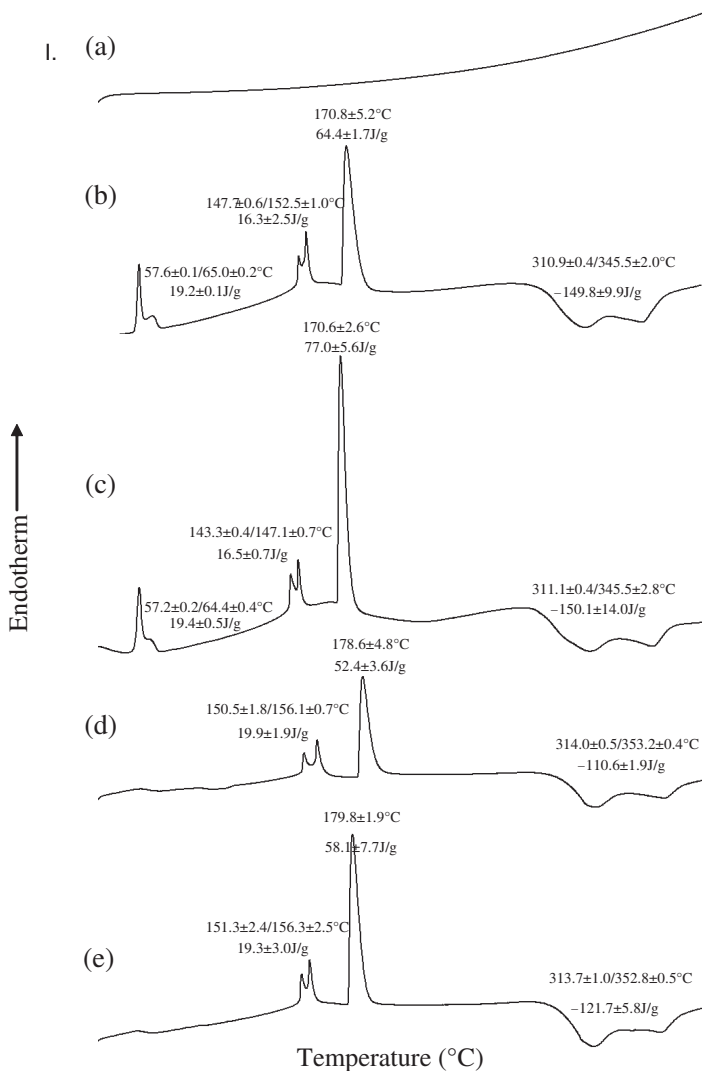 I.
(a)
170.8±5.2°C
64.4±1.7J/g
(b)
147.7±0.6/152.5±1.0°C
16.3±2.5J/g
57.6±0.1/65.0±0.2°C
19.2±0.1J/g
310.9±0.4/345.5±2.0°C
−149.8±9.9J/g
170.6±2.6°C
77.0±5.6J/g
(c)
143.3±0.4/147.1±0.7°C
16.5±0.7J/g
57.2±0.2/64.4±0.4°C
19.4±0.5J/g
311.1±0.4/345.5±2.8°C
−150.1±14.0J/g
178.6±4.8°C
52.4±3.6J/g
(d)
150.5±1.8/156.1±0.7°C
19.9±1.9J/g
314.0±0.5/353.2±0.4°C
−110.6±1.9J/g
179.8±1.9°C
58.1±7.7J/g
(e)
151.3±2.4/156.3±2.5°C
19.3±3.0J/g
313.7±1.0/352.8±0.5°C
−121.7±5.8J/g
Endotherm
Temperature (°C)